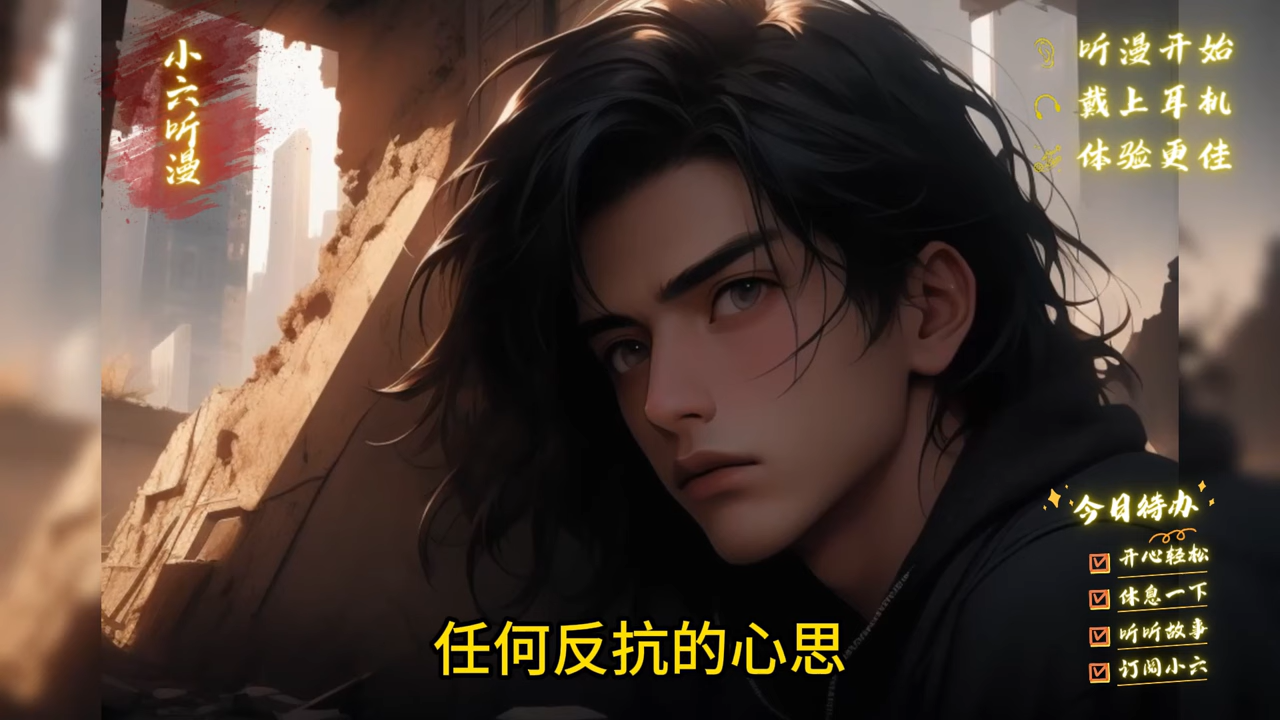 小六听漫
听漫开始
戴上耳机
体验更佳
今日待办
开心轻松
休息一下
听听故事
订阅小六
任何反抗的心思